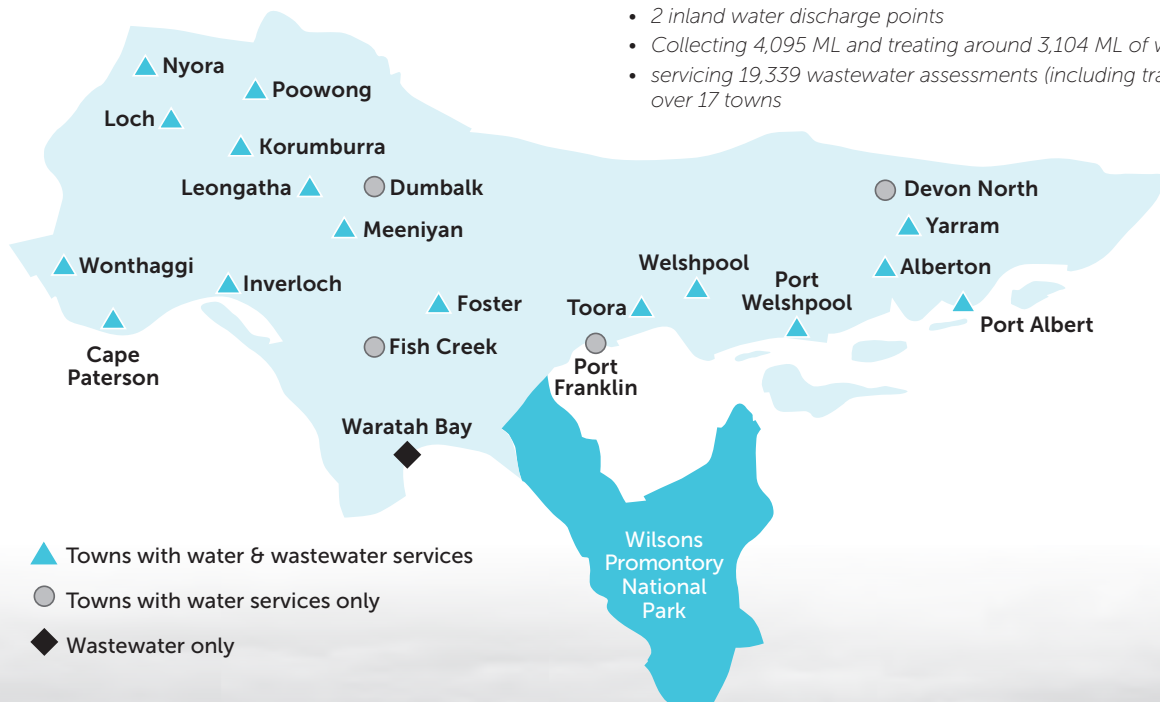 • 2 inland water discharge points
• Collecting 4,095 ML and treating around 3,104 ML of
• servicing 19,339 wastewater assessments (including
over 17 towns
Nyora
Poowong
Loch
Korumburra
Leongatha
Dumbalk
Devon North
Meeniyan
Yarram
Wonthaggi
Inverloch
Welshpool
Alberton
Port
Welshpool
Foster
Toora
Port Albert
Cape
Paterson
Fish Creek
Port
Franklin
Waratah Bay
Wilsons
Promontory
National
Park
Towns with water & wastewater services
Towns with water services only
Wastewater only